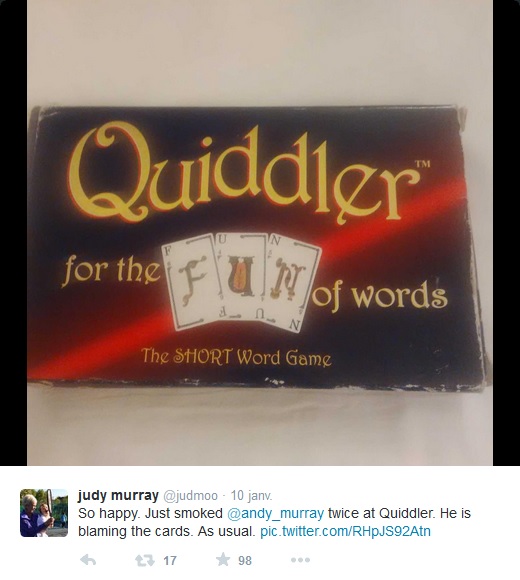 Quiddler™
F U N
for the FUN of words
F U N
The SHORT Word Game
judy murray @judmoo · 10 janv.
So happy. Just smoked @andy_murray twice at Quiddler. He is
blaming the cards. As usual. pic.twitter.com/RHpJS92Atn
17 98